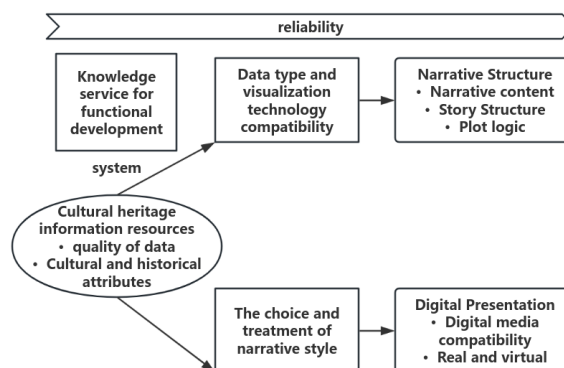 reliability
Knowledge
service for
functional
development
Data type and
visualization
technology
compatibility
Narrative Structure
• Narrative content
• Story Structure
• Plot logic
system
Cultural heritage
information resources
• quality of data
• Cultural and historical
attributes
The choice and
treatment of
narrative style
Digital Presentation
• Digital media
compatibility
• Real and virtual